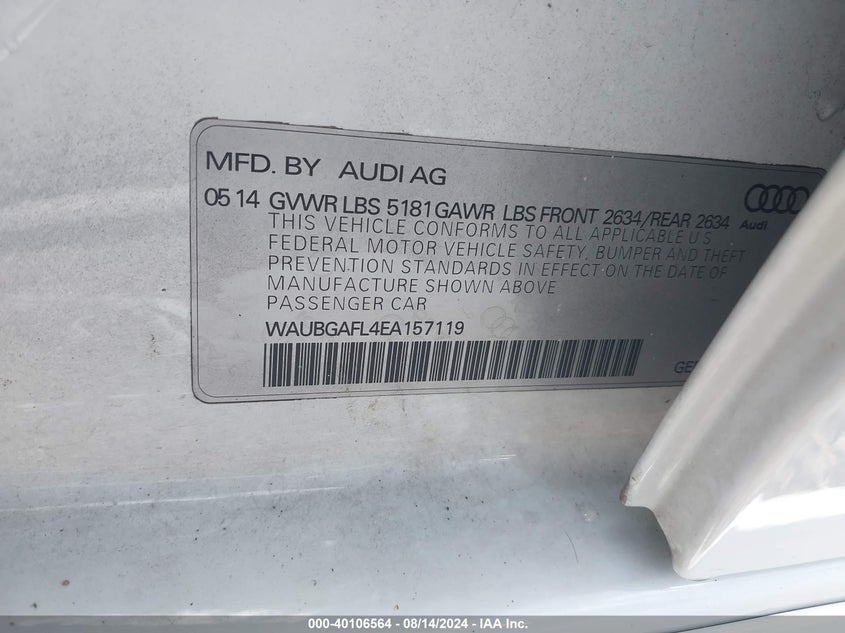 MFD. BY AUDI AG
0514 GVWR LBS 5181 GAWR LBS FRONT 2634/REAR 2634
Audi
THIS VEHICLE CONFORMS TO ALL APPLICABLE U S
FEDERAL MOTOR VEHICLE SAFETY, BUMPER AND THEFT
PREVENTION STANDARDS IN EFFECT ON THE DATE OF
MANUFACTURE SHOWN ABOVE
PASSENGER CAR
WAUBGAFL4EA157119
000-40106564 - 08/14/2024 - IAA Inc.